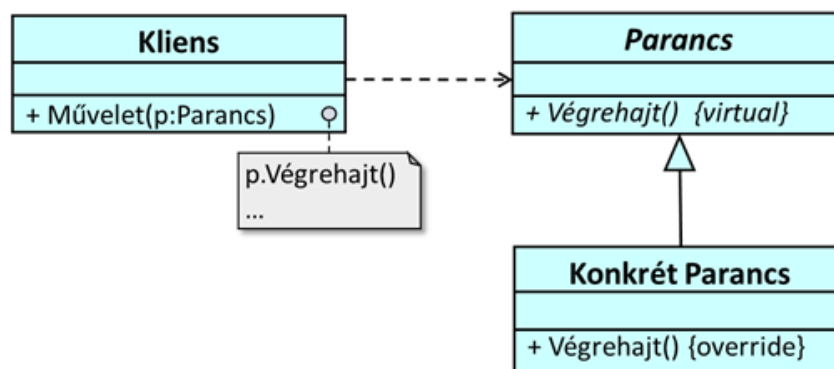 Kliens
+ Művelet(p:Parancs)
p.Végrehajt()
...
Parancs
+ Végrehajt() {virtual}
Konkrét Parancs
+ Végrehajt() {override}